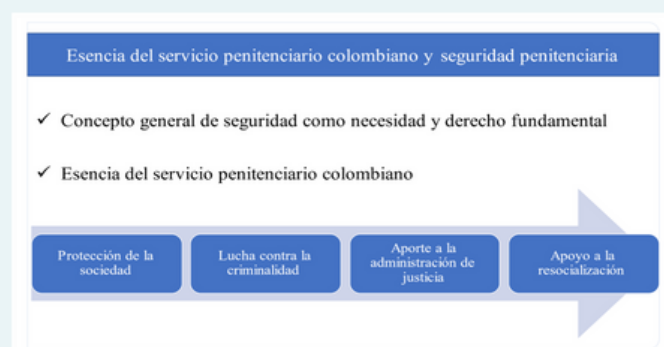 Esencia del servicio penitenciario colombiano y seguridad penitenciaria
✓ Concepto general de seguridad como necesidad y derecho fundamental
✓ Esencia del servicio penitenciario colombiano
Protección de la
sociedad
Lucha contra la
criminalidad
Aporte a la
administración de
justicia
Apoyo a la
resocialización